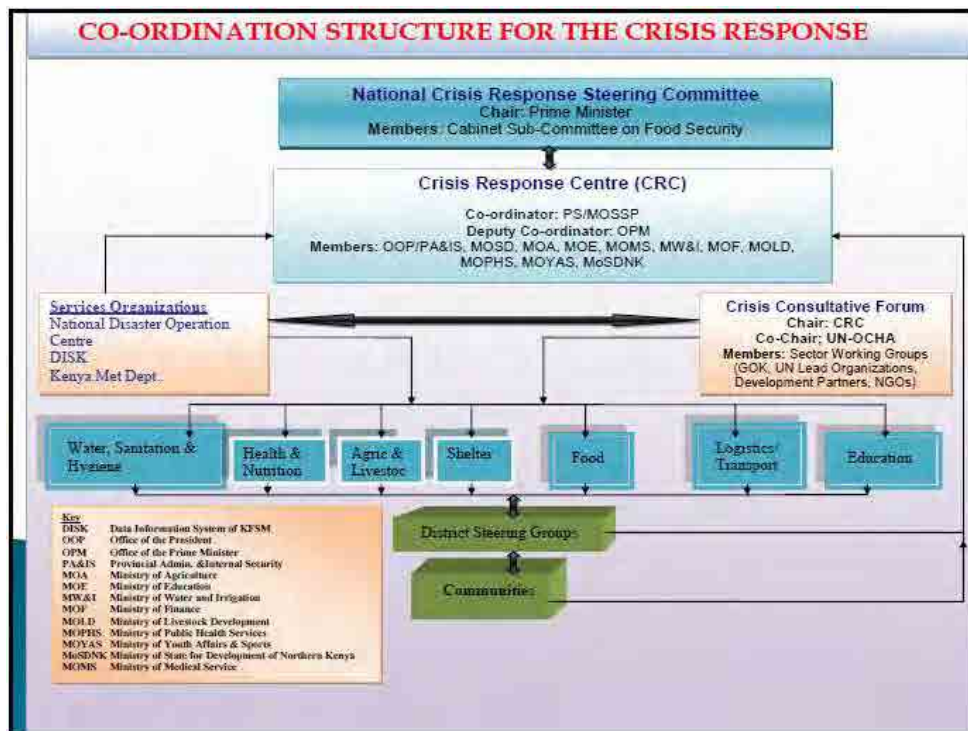 CO-ORDINATION STRUCTURE FOR THE CRISIS RESPONSE
National Crisis Response Steering Committee
Chair: Prime Minister
Members: Cabinet Sub-Committee on Food Security
Crisis Response Centre (CRC)
Co-ordinator: PS/MOSSP
Deputy Co-ordinator: OPM
Members: OOP/PA&IS, MOSD, MOA, MOE, MOMS, MW&I, MOF, MOLD,
MOPHS, MOYAS, MoSDNK
Services Organizations
National Disaster Operation
Centre
DISK
Kenya Met Dept.
Crisis Consultative Forum
Chair: CRC
Co-Chair; UN-OCHA
Members: Sector Working Groups
(GOK, UN Lead Organizations,
Development Partners, NGOs)
Water, Sanitation &
Hygiene
Health &
Nutrition
Agric &
Livestoc
Shelter
Food
Logistics/
Transport
Education
District Steering Groups
Communities
Key
DISK Data Information System of KFSM
OOP Office of the President
OPM Office of the Prime Minister
PA&IS Provincial Admin. &Internal Security
MOA Ministry of Agriculture
MOE Ministry of Education
MW&I Ministry of Water and Irrigation
MOF Ministry of Finance
MOLD Ministry of Livestock Development
MOPHS Ministry of Public Health Services
MOYAS Ministry of Youth Affairs & Sports
MoSDNK Ministry of State for Development of Northern Kenya
MOMS Ministry of Medical Service